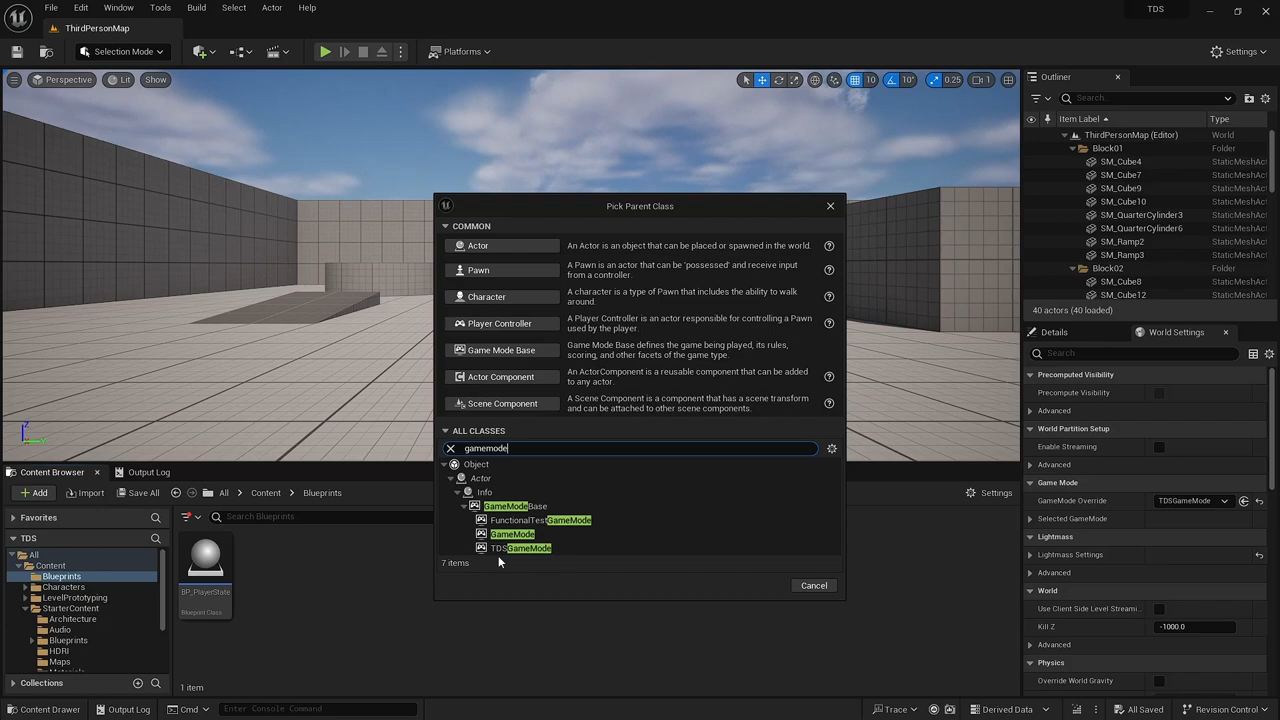 File Edit Window Tools Build Select Actor Help
TDS
ThirdPersonMap
Selection Mode
Platforms
Settings
Perspective Lit Show
10 10° 0.25 1
Outliner
Search...
Item Label Type
ThirdPersonMap (Editor) World
Block01 Folder
SM_Cube4 StaticMeshAct
SM_Cube7 StaticMeshAct
SM_Cube9 StaticMeshAct
SM_Cube10 StaticMeshAct
SM_QuarterCylinder3 StaticMeshAct
SM_QuarterCylinder6 StaticMeshAct
SM_Ramp2 StaticMeshAct
SM_Ramp3 StaticMeshAct
Block02 Folder
SM_Cube8 StaticMeshAct
SM_Cube12 StaticMeshAct
40 actors (40 loaded)
Pick Parent Class
COMMON
Actor An Actor is an object that can be placed or spawned in the world.
Pawn A Pawn is an actor that can be 'possessed' and receive input
from a controller.
Character A character is a type of Pawn that includes the ability to walk
around.
Player Controller A Player Controller is an actor responsible for controlling a Pawn
used by the player.
Game Mode Base Game Mode Base defines the game being played, its rules,
scoring, and other facets of the game type.
Actor Component An ActorComponent is a reusable component that can be added
to any actor.
Scene Component A Scene Component is a component that has a scene transform
and can be attached to other scene components.
ALL CLASSES
gamemode
Object
Actor
Info
GameModeBase
FunctionalTestGameMode
GameMode
TDSGameMode
7 items
Cancel
Details World Settings
Search
Precomputed Visibility
Precompute Visibility
Advanced
World Partition Setup
Enable Streaming
Advanced
Game Mode
GameMode Override TDSGameMode
Selected GameMode
Lightmass
Lightmass Settings
Advanced
World
Use Client Side Level Streami...
Kill Z -1000.0
Advanced
Physics
Override World Gravity
Z
Y
Content Browser Output Log
Add Import Save All All Content Blueprints Settings
Favorites
Search Blueprints
TDS
All
Content
Blueprints
Characters
LevelPrototyping
StarterContent
Architecture
Audio
Blueprints
HDRI
Maps
Collections
BP_PlayerState
Blueprint Class
1 item
Content Drawer Output Log Cmd Enter Console Command Trace Derived Data All Saved Revision Control